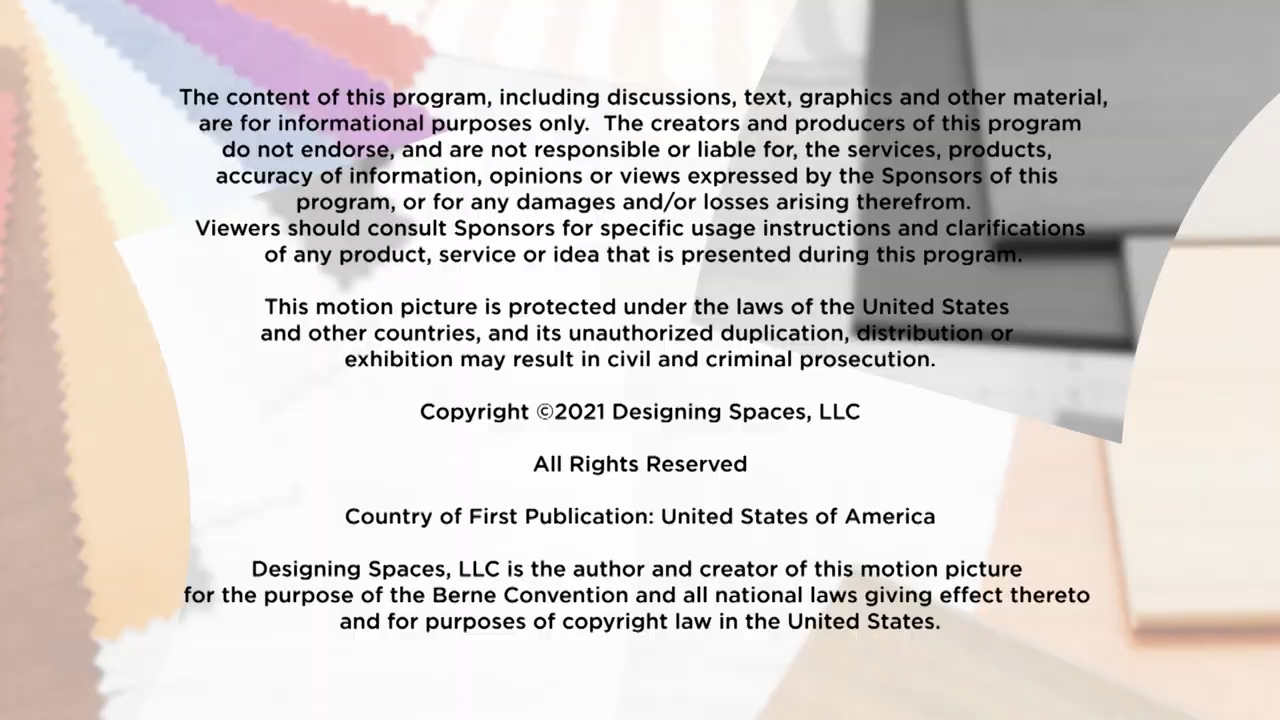 The content of this program, including discussions, text, graphics and other material,
are for informational purposes only.  The creators and producers of this program
do not endorse, and are not responsible or liable for, the services, products,
accuracy of information, opinions or views expressed by the Sponsors of this
program, or for any damages and/or losses arising therefrom.
Viewers should consult Sponsors for specific usage instructions and clarifications
of any product, service or idea that is presented during this program.
This motion picture is protected under the laws of the United States
and other countries, and its unauthorized duplication, distribution or
exhibition may result in civil and criminal prosecution.
Copyright ©2021 Designing Spaces, LLC
All Rights Reserved
Country of First Publication: United States of America
Designing Spaces, LLC is the author and creator of this motion picture
for the purpose of the Berne Convention and all national laws giving effect thereto
and for purposes of copyright law in the United States.